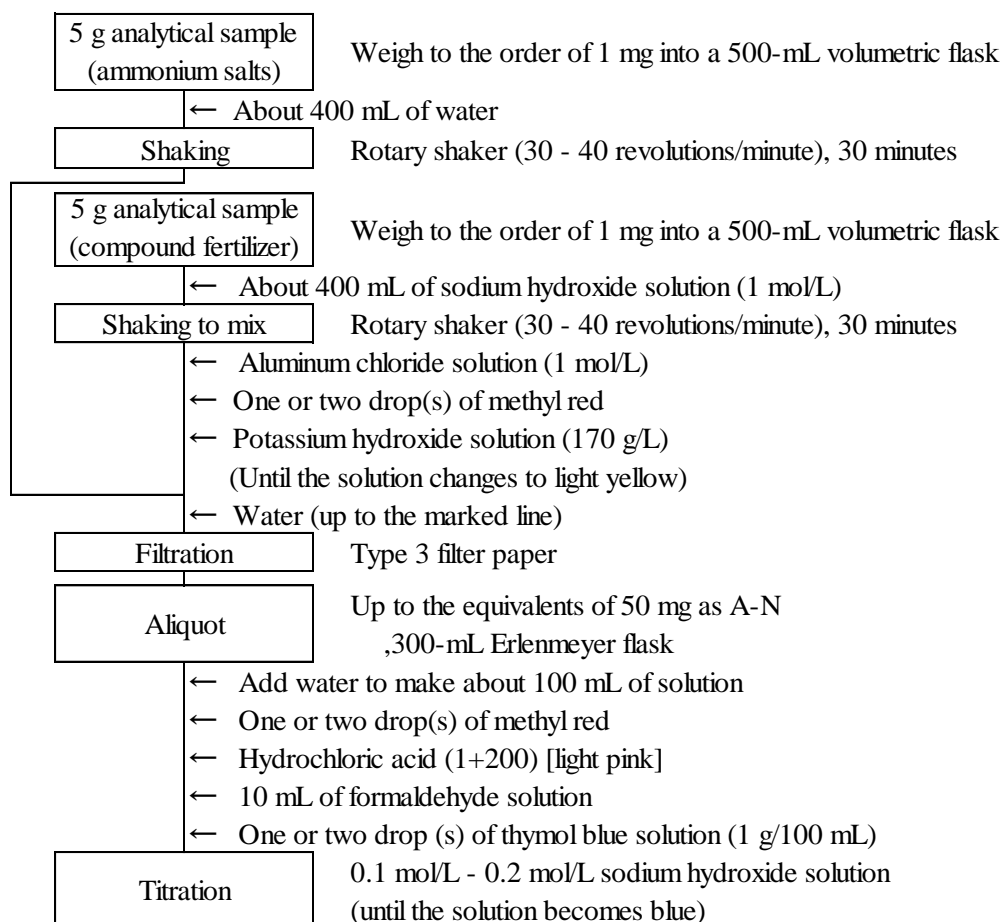 5 g analytical sample
(ammonium salts)
Weigh to the order of 1 mg into a 500-mL volumetric flask
← About 400 mL of water
Shaking
Rotary shaker (30 - 40 revolutions/minute), 30 minutes
5 g analytical sample
(compound fertilizer)
Weigh to the order of 1 mg into a 500-mL volumetric flask
← About 400 mL of sodium hydroxide solution (1 mol/L)
Shaking to mix
Rotary shaker (30 - 40 revolutions/minute), 30 minutes
← Aluminum chloride solution (1 mol/L)
← One or two drop(s) of methyl red
← Potassium hydroxide solution (170 g/L)
(Until the solution changes to light yellow)
← Water (up to the marked line)
Filtration
Type 3 filter paper
Aliquot
Up to the equivalents of 50 mg as A-N
,300-mL Erlenmeyer flask
← Add water to make about 100 mL of solution
← One or two drop(s) of methyl red
← Hydrochloric acid (1+200) [light pink]
← 10 mL of formaldehyde solution
← One or two drop (s) of thymol blue solution (1 g/100 mL)
Titration
0.1 mol/L - 0.2 mol/L sodium hydroxide solution
(until the solution becomes blue)